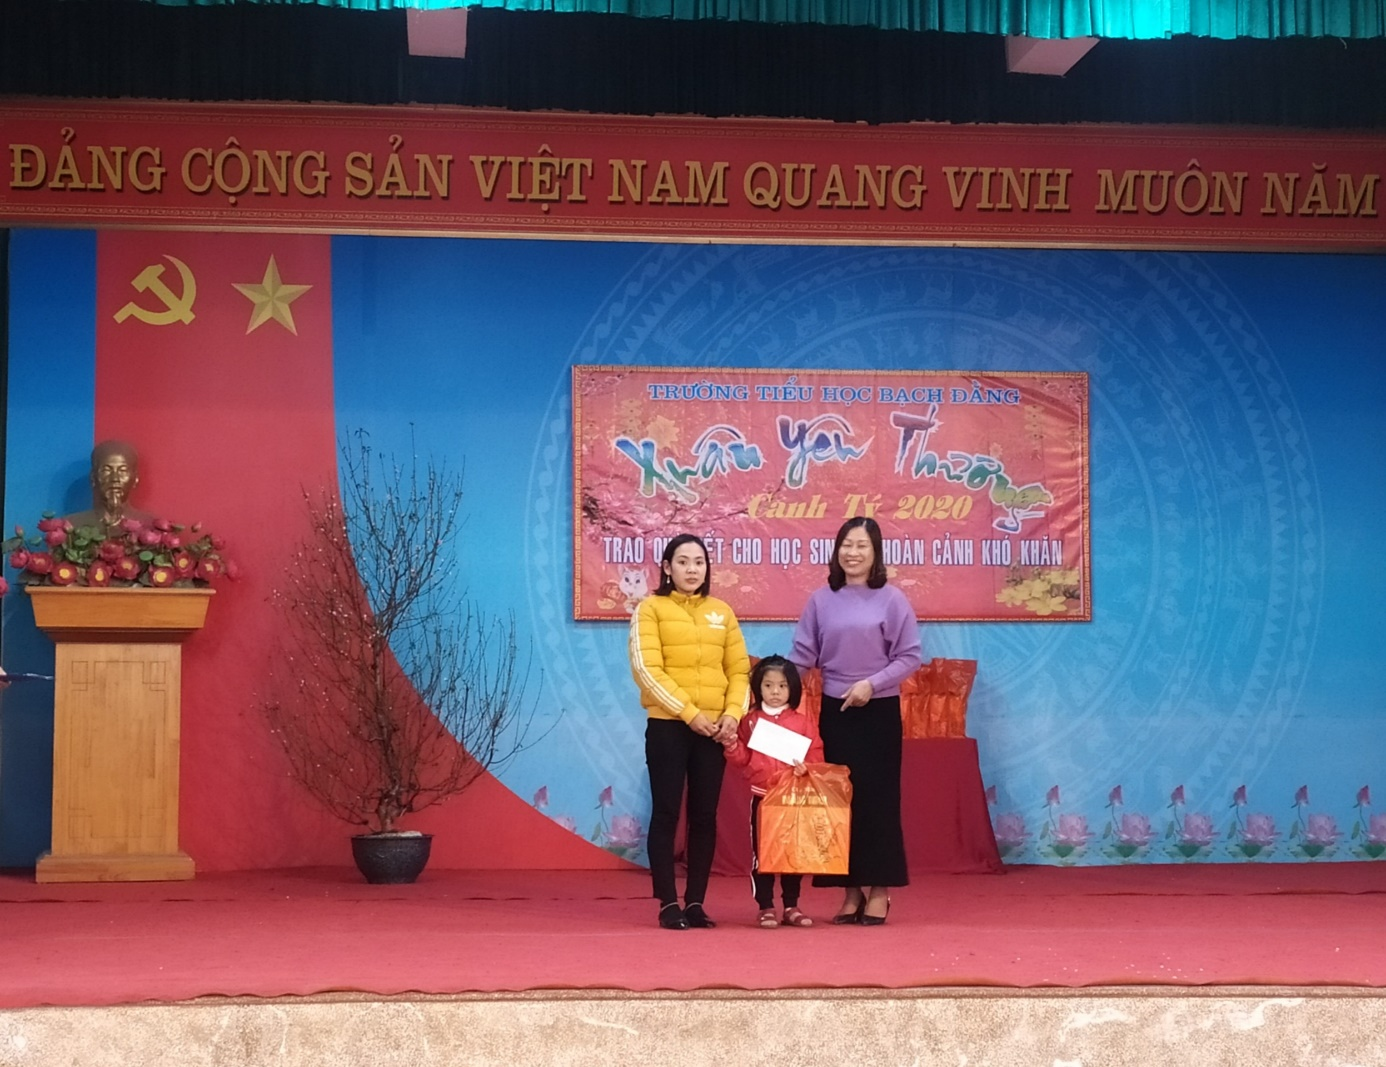 ĐẢNG CỘNG SẢN VIỆT NAM QUANG VINH MUÔN NĂM
TRƯỜNG TIỂU HỌC BẠCH ĐẰNG
Xuân Yêu Thương
Canh Tý 2020
TRAO CHO HỌC HOÀN CẢNH KHÓ KHĂN